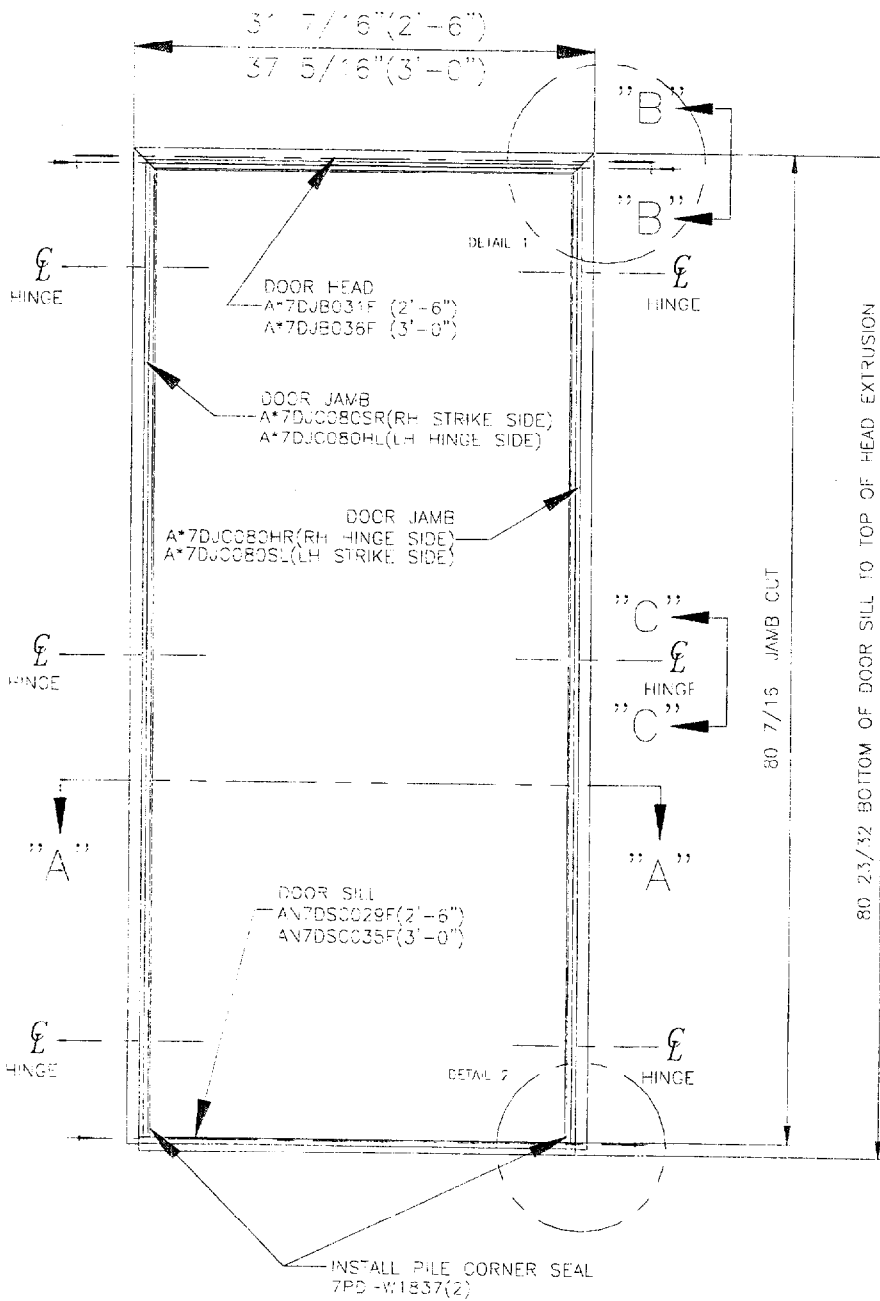 31 7/16"(2'-6")
37 5/16"(3'-0")
"B"
"B"
DETAIL 1
HINGE
HINGE
DOOR HEAD
A*7DJB031F (2'-6")
A*7DJB036F (3'-0")
DOOR JAMB
A*7DJC080SR(RH STRIKE SIDE)
A*7DJC080HL(LH HINGE SIDE)
DOOR JAMB
A*7DJC080HR(RH HINGE SIDE)
A*7DJC080SL(LH STRIKE SIDE)
"C"
HINGE
HINGE
"C"
80 7/16 JAMB CUT
80 23/32 BOTTOM OF DOOR SILL TO TOP OF HEAD EXTRUSION
"A"
"A"
DOOR SILL
AN7DSC029F(2'-6")
AN7DSC035F(3'-0")
HINGE
DETAIL 2
HINGE
INSTALL PILE CORNER SEAL
7PD-W1837(2)